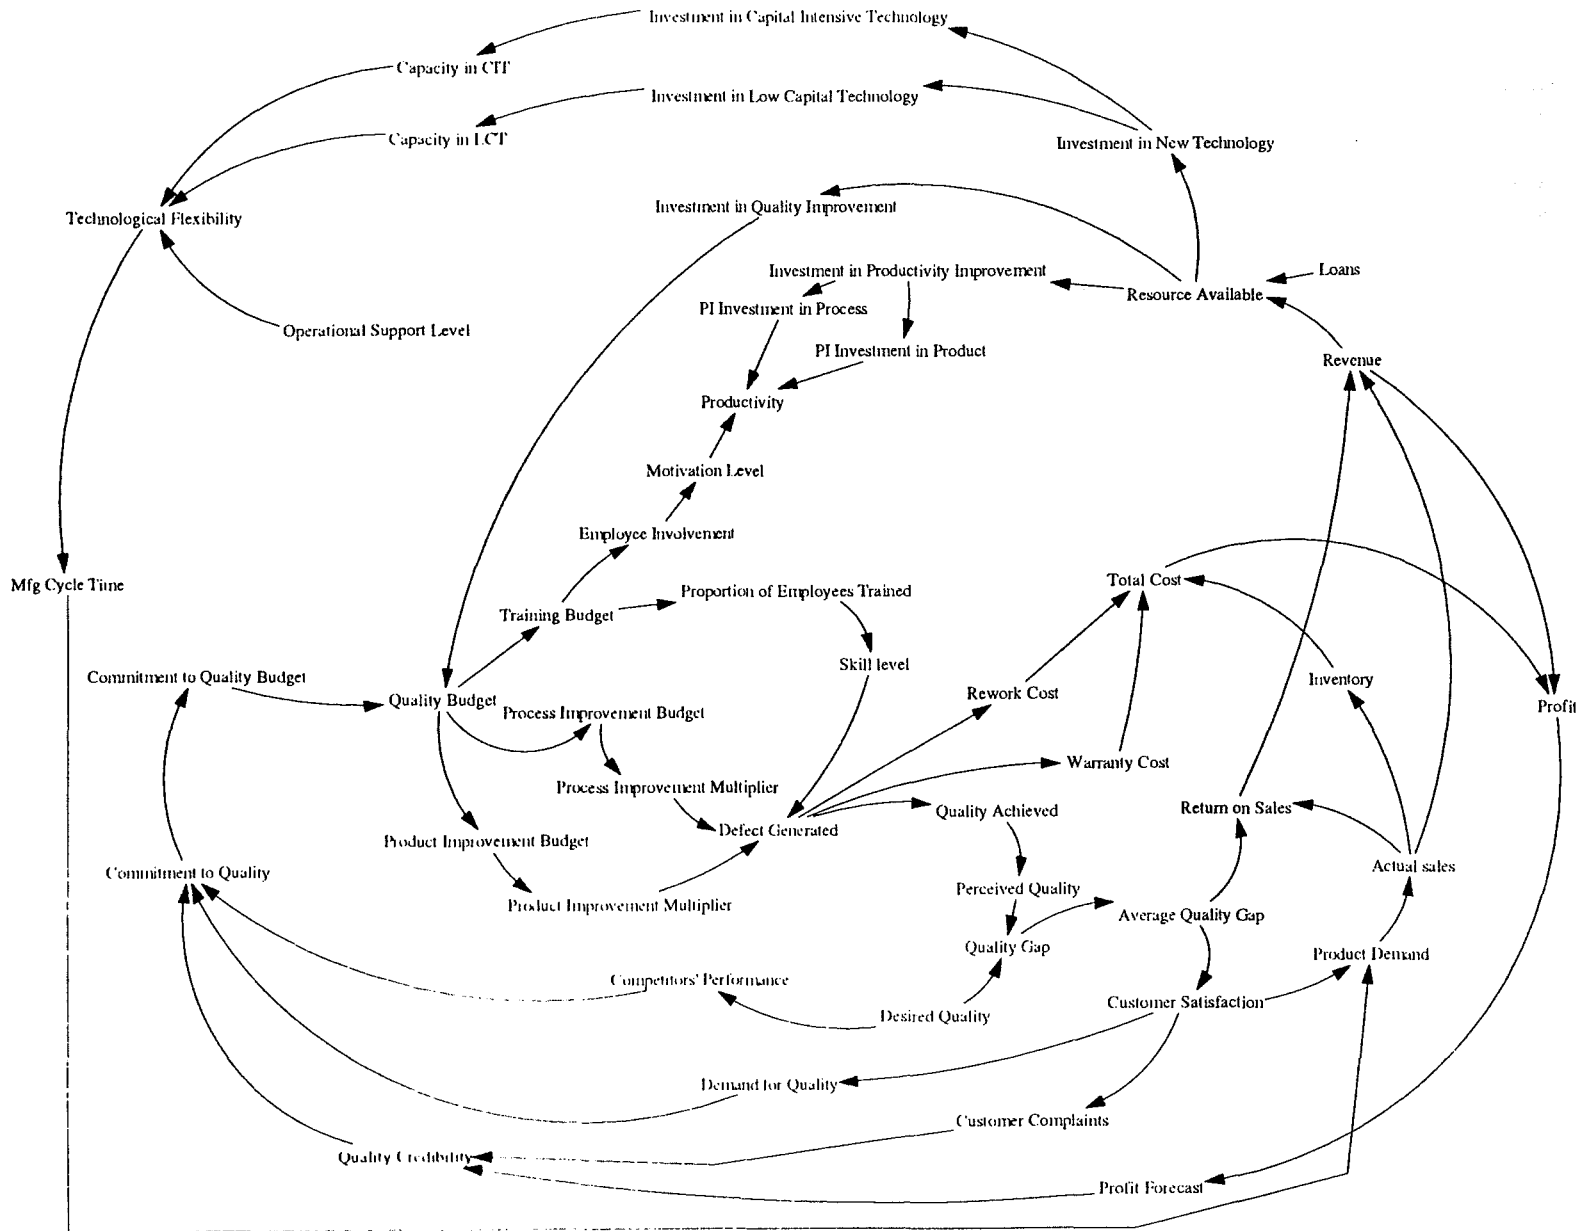 Investment in Capital Intensive Technology
Capacity in CIT
Investment in Low Capital Technology
Capacity in LCT
Investment in New Technology
Investment in Quality Improvement
Technological Flexibility
Investment in Productivity Improvement
Loans
Resource Available
PI Investment in Process
Operational Support Level
PI Investment in Product
Revenue
Productivity
Motivation Level
Employee Involvement
Mfg Cycle Time
Total Cost
Proportion of Employees Trained
Training Budget
Skill level
Commitment to Quality Budget
Inventory
Rework Cost
Quality Budget
Process Improvement Budget
Profit
Warranty Cost
Process Improvement Multiplier
Return on Sales
Quality Achieved
Defect Generated
Product Improvement Budget
Actual sales
Commitment to Quality
Perceived Quality
Product Improvement Multiplier
Average Quality Gap
Quality Gap
Product Demand
Competitors' Performance
Customer Satisfaction
Desired Quality
Demand for Quality
Customer Complaints
Quality Credibility
Profit Forecast